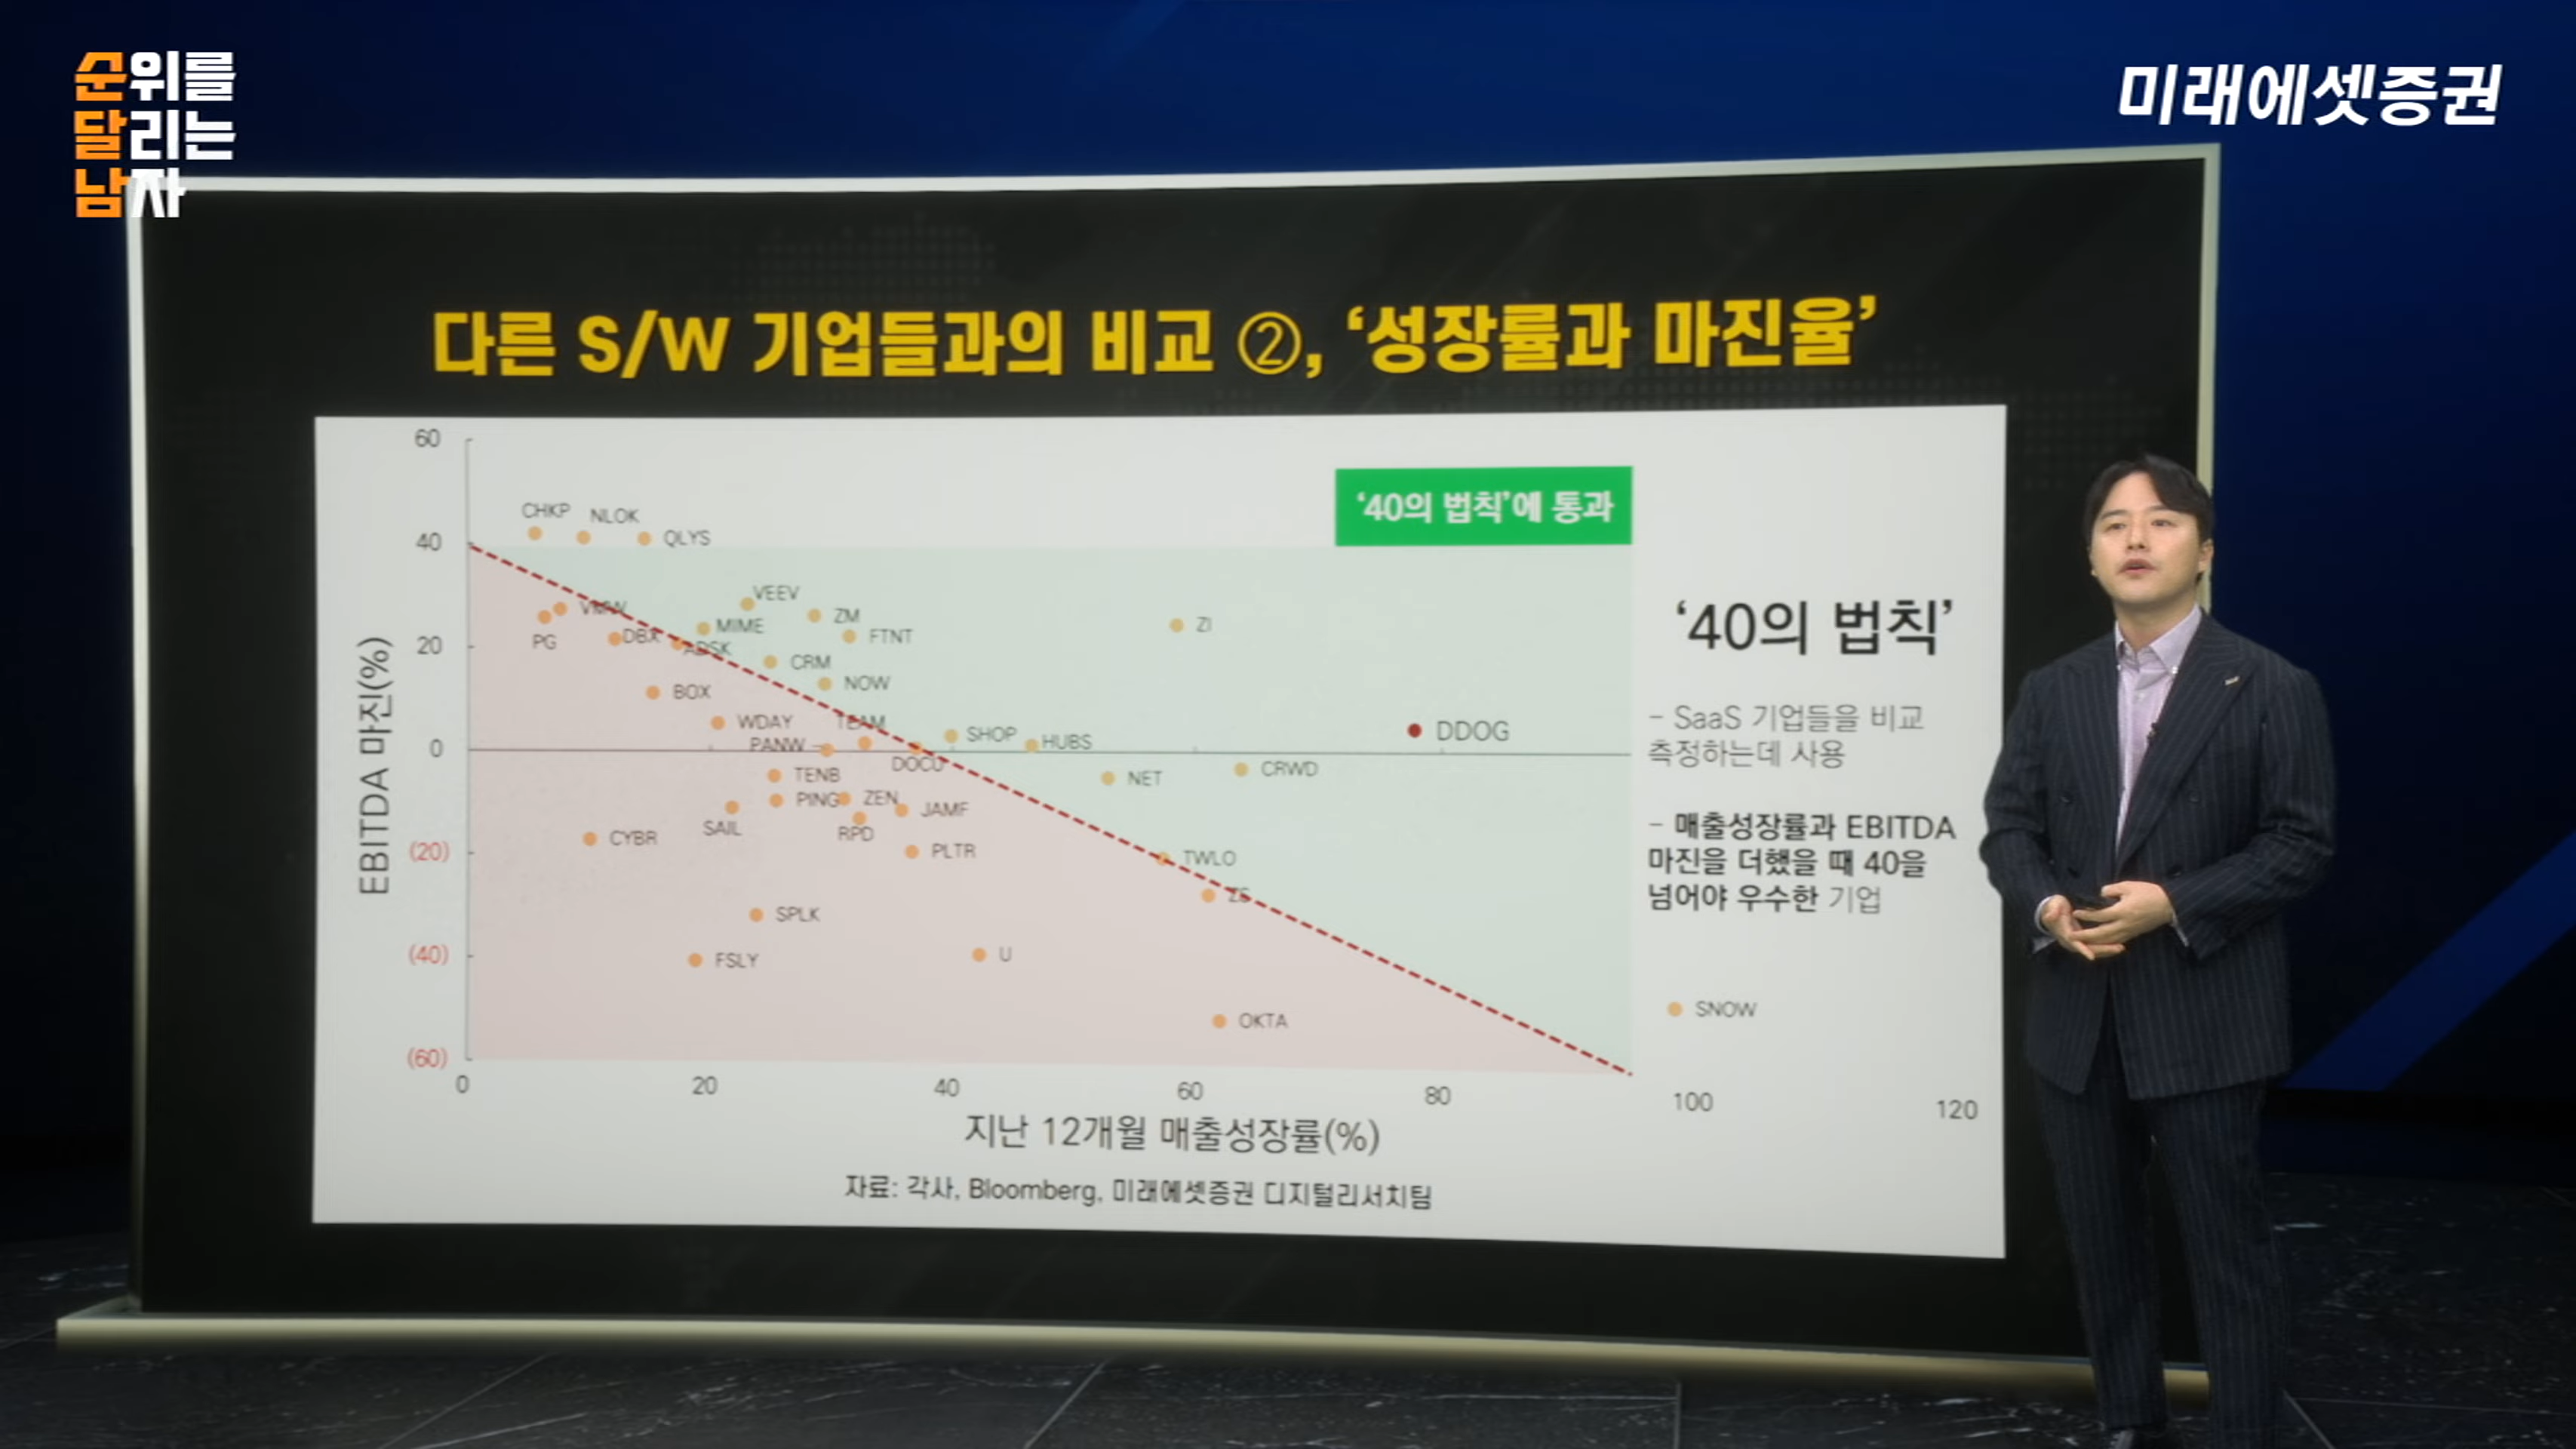 순위를
달리는
남자
미래에셋증권
다른 S/W 기업들과의 비교 ②, ‘성장률과 마진율’
60
40
20
0
(20)
(40)
(60)
EBITDA 마진(%)
CHKP
NLOK
QLYS
VMW
PG
DBX
ADSK
MIME
VEEV
ZM
FTNT
CRM
NOW
ZI
BOX
WDAY
TEAM
PANW
DOCU
SHOP
HUBS
DDOG
NET
CRWD
TENB
PING
ZEN
JAMF
SAIL
RPD
CYBR
PLTR
TWLO
ZS
SPLK
FSLY
U
OKTA
SNOW
‘40의 법칙’에 통과
‘40의 법칙’
- SaaS 기업들을 비교
측정하는데 사용
- 매출성장률과 EBITDA
마진을 더했을 때 40을
넘어야 우수한 기업
0
20
40
60
80
100
120
지난 12개월 매출성장률(%)
자료: 각사, Bloomberg, 미래에셋증권 디지털리서치팀